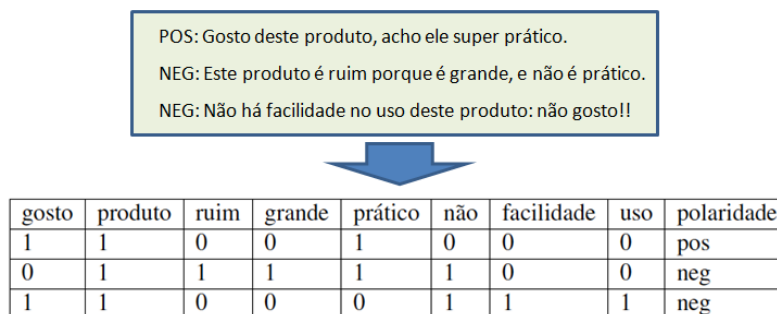 POS: Gosto deste produto, acho ele super prático.
NEG: Este produto é ruim porque é grande, e não é prático.
NEG: Não há facilidade no uso deste produto: não gosto!!
gosto produto ruim grande prático não facilidade uso polaridade
1 1 0 0 1 0 0 0 pos
0 1 1 1 1 1 0 0 neg
1 1 0 0 0 1 1 1 neg